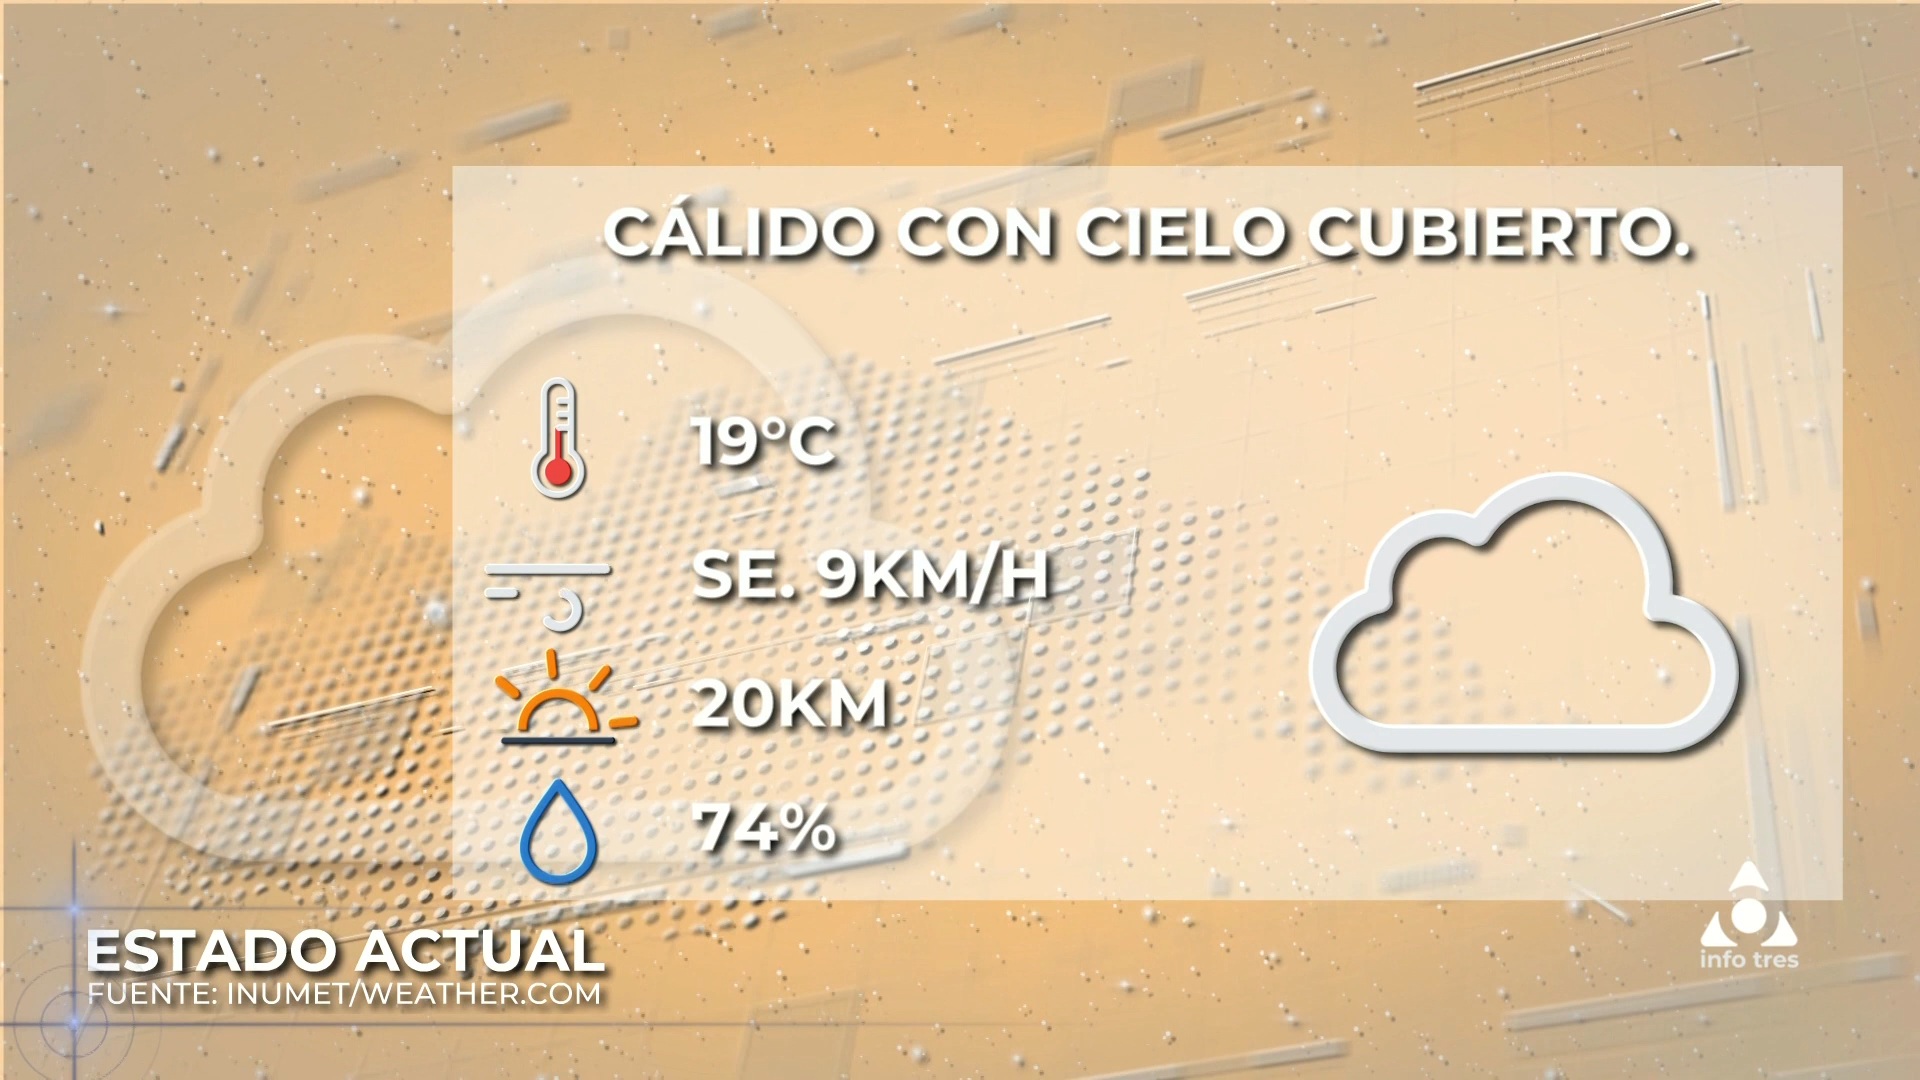 CÁLIDO CON CIELO CUBIERTO.
19°C
SE. 9KM/H
20KM
74%
ESTADO ACTUAL
FUENTE: INUMET/WEATHER.COM
info tres